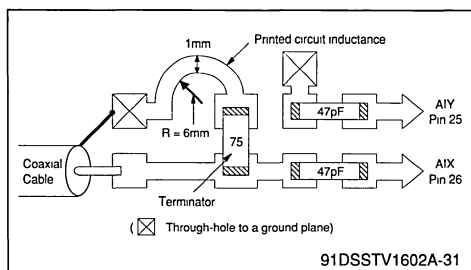 1mm
Printed circuit inductance
R = 6mm
75
47pF
AIY
Pin 25
Coaxial
Cable
47pF
AIX
Pin 26
Terminator
( Through-hole to a ground plane)
91DSSTV1602A-31